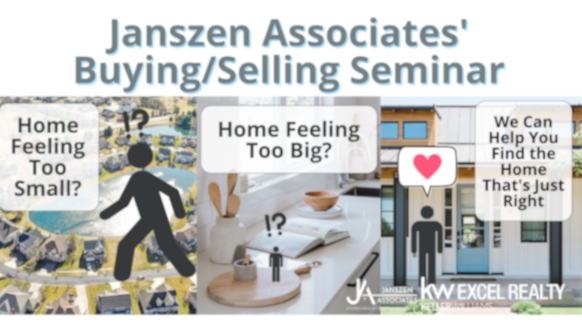 Janszen Associates'
Buying/Selling Seminar
Home
Feeling
Too
Small?
!?
Home Feeling
Too Big?
!?
We Can
Help You
Find the
Home
That's Just
Right
JA JANSZEN
ASSOCIATES
kw EXCEL REALTY
KELLERWILLIAMS